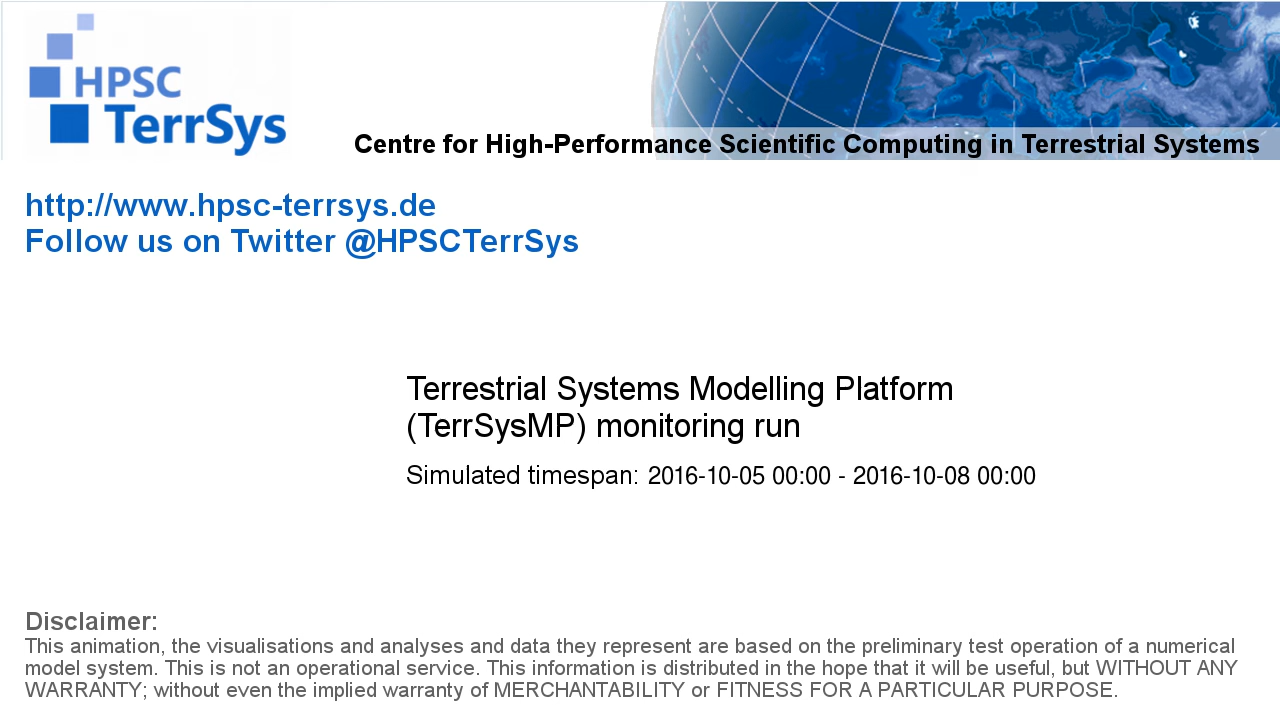 HPSC
TerrSys
Centre for High-Performance Scientific Computing in Terrestrial Systems
http://www.hpsc-terrsys.de
Follow us on Twitter @HPSCTerrSys
Terrestrial Systems Modelling Platform
(TerrSysMP) monitoring run
Simulated timespan: 2016-10-05 00:00 - 2016-10-08 00:00
Disclaimer:
This animation, the visualisations and analyses and data they represent are based on the preliminary test operation of a numerical
model system. This is not an operational service. This information is distributed in the hope that it will be useful, but WITHOUT ANY
WARRANTY; without even the implied warranty of MERCHANTABILITY or FITNESS FOR A PARTICULAR PURPOSE.